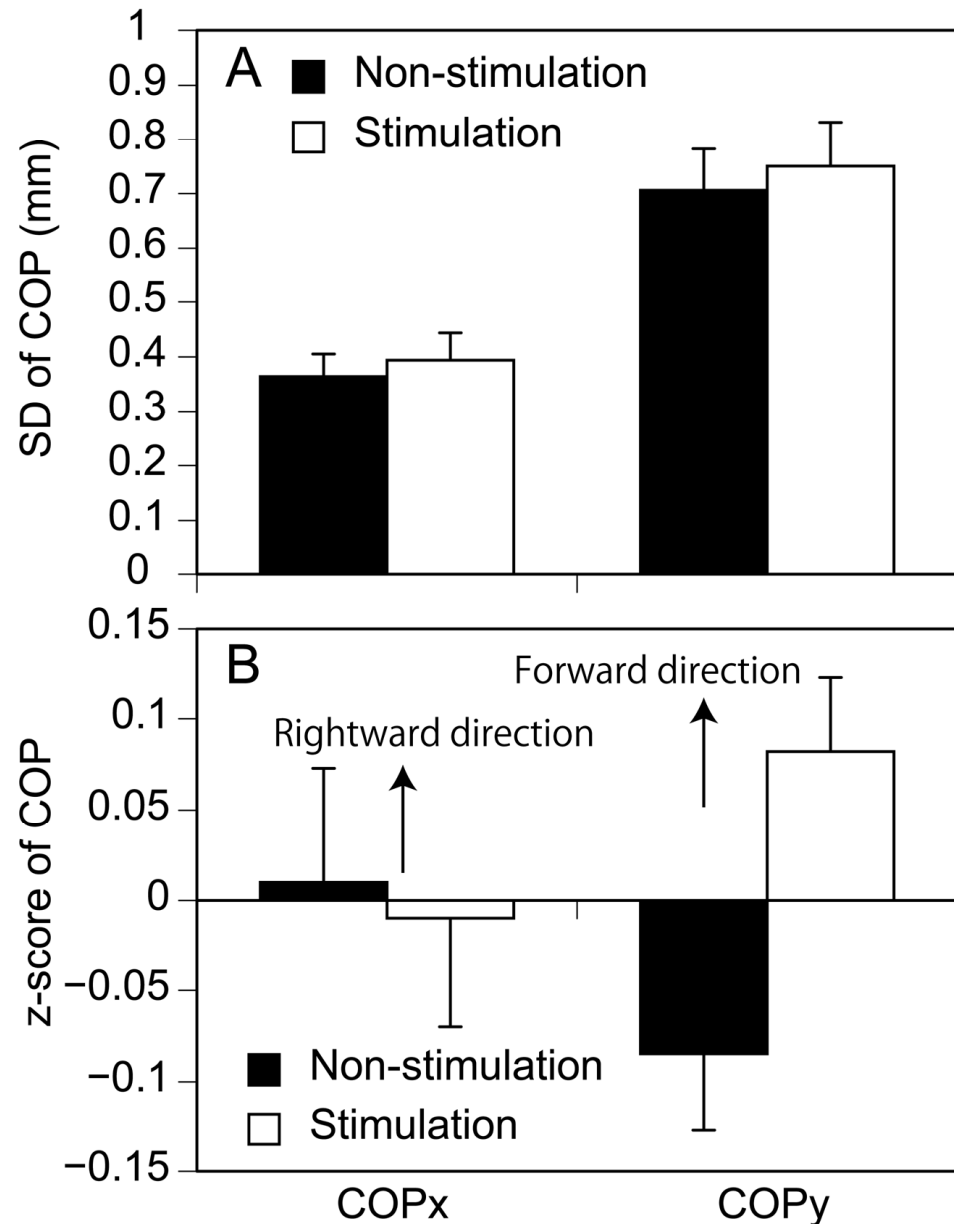 A
Non-stimulation
Stimulation
SD of COP (mm)
1
0.9
0.8
0.7
0.6
0.5
0.4
0.3
0.2
0.1
0
B
Forward direction
Rightward direction
z-score of COP
0.15
0.1
0.05
0
−0.05
−0.1
−0.15
Non-stimulation
Stimulation
COPx
COPy